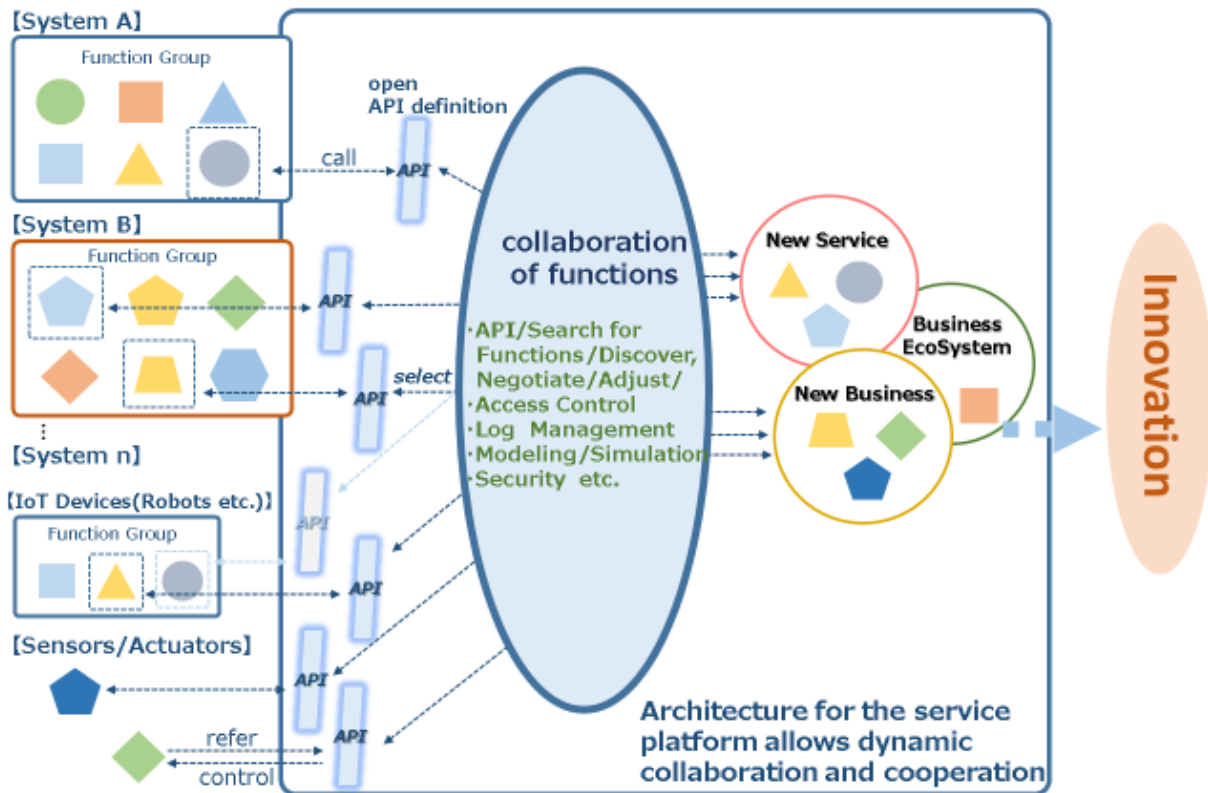 【System A】
Function Group
open
API definition
call
API
【System B】
Function Group
API
API
select
⋮
【System n】
【IoT Devices(Robots etc.)】
Function Group
API
API
【Sensors/Actuators】
API
API
refer
control
collaboration
of functions
・API/Search for
Functions/Discover,
Negotiate/Adjust/
・Access Control
・Log Management
・Modeling/Simulation
・Security etc.
New Service
Business
EcoSystem
New Business
Innovation
Architecture for the service
platform allows dynamic
collaboration and cooperation